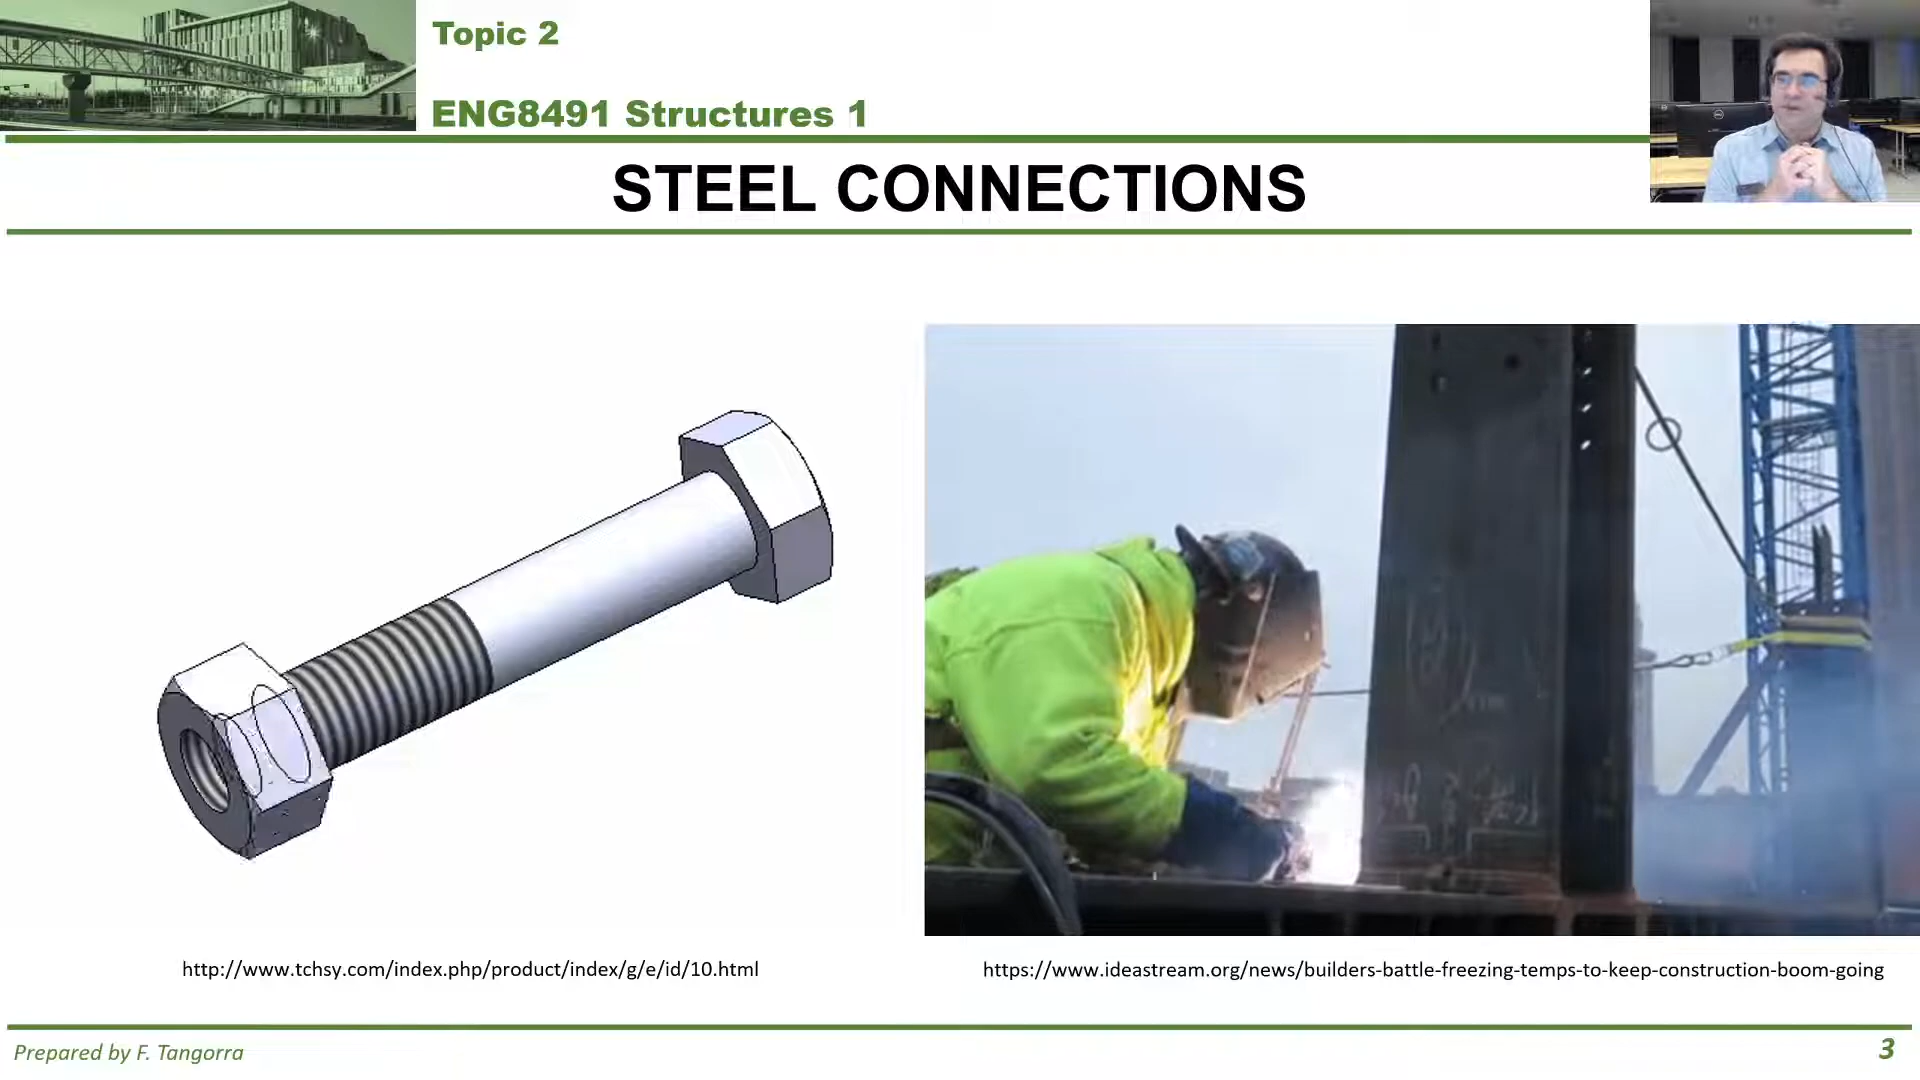 Topic 2
ENG8491 Structures 1
STEEL CONNECTIONS
http://www.tchsy.com/index.php/product/index/g/e/id/10.html
https://www.ideastream.org/news/builders-battle-freezing-temps-to-keep-construction-boom-going
Prepared by F. Tangorra
3